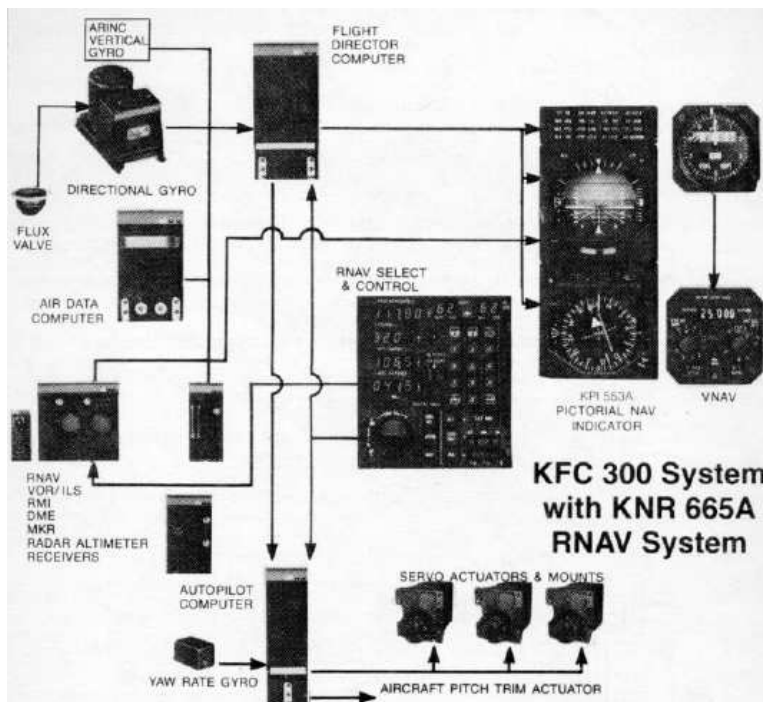 ARINC
VERTICAL
GYRO
FLIGHT
DIRECTOR
COMPUTER
DIRECTIONAL GYRO
FLUX
VALVE
AIR DATA
COMPUTER
RNAV SELECT
& CONTROL
25000
KPI 553A
PICTORIAL NAV
INDICATOR
VNAV
RNAV
VOR/ILS
RMI
DME
MKR
RADAR ALTIMETER
RECEIVERS
KFC 300 System
with KNR 665A
RNAV System
AUTOPILOT
COMPUTER
SERVO ACTUATORS & MOUNTS
YAW RATE GYRO
AIRCRAFT PITCH TRIM ACTUATOR